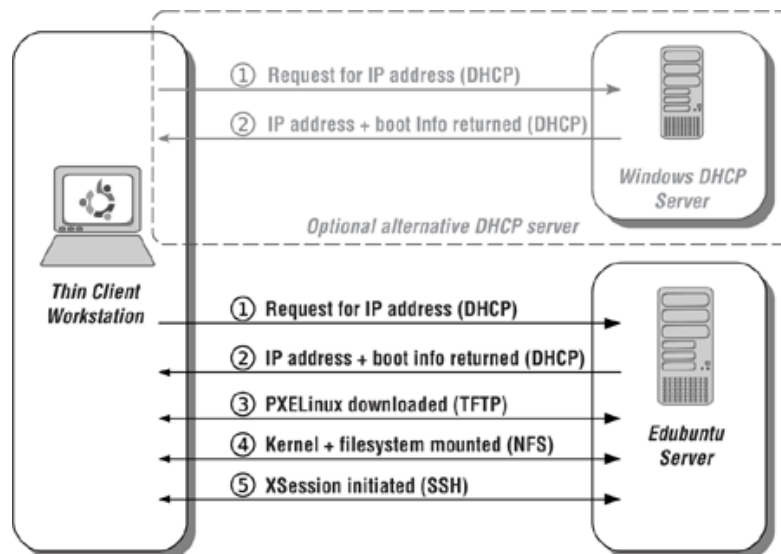 ① Request for IP address (DHCP)
② IP address + boot Info returned (DHCP)
Windows DHCP
Server
Optional alternative DHCP server
Thin Client
Workstation
① Request for IP address (DHCP)
② IP address + boot info returned (DHCP)
③ PXELinux downloaded (TFTP)
④ Kernel + filesystem mounted (NFS)
⑤ XSession initiated (SSH)
Edubuntu
Server